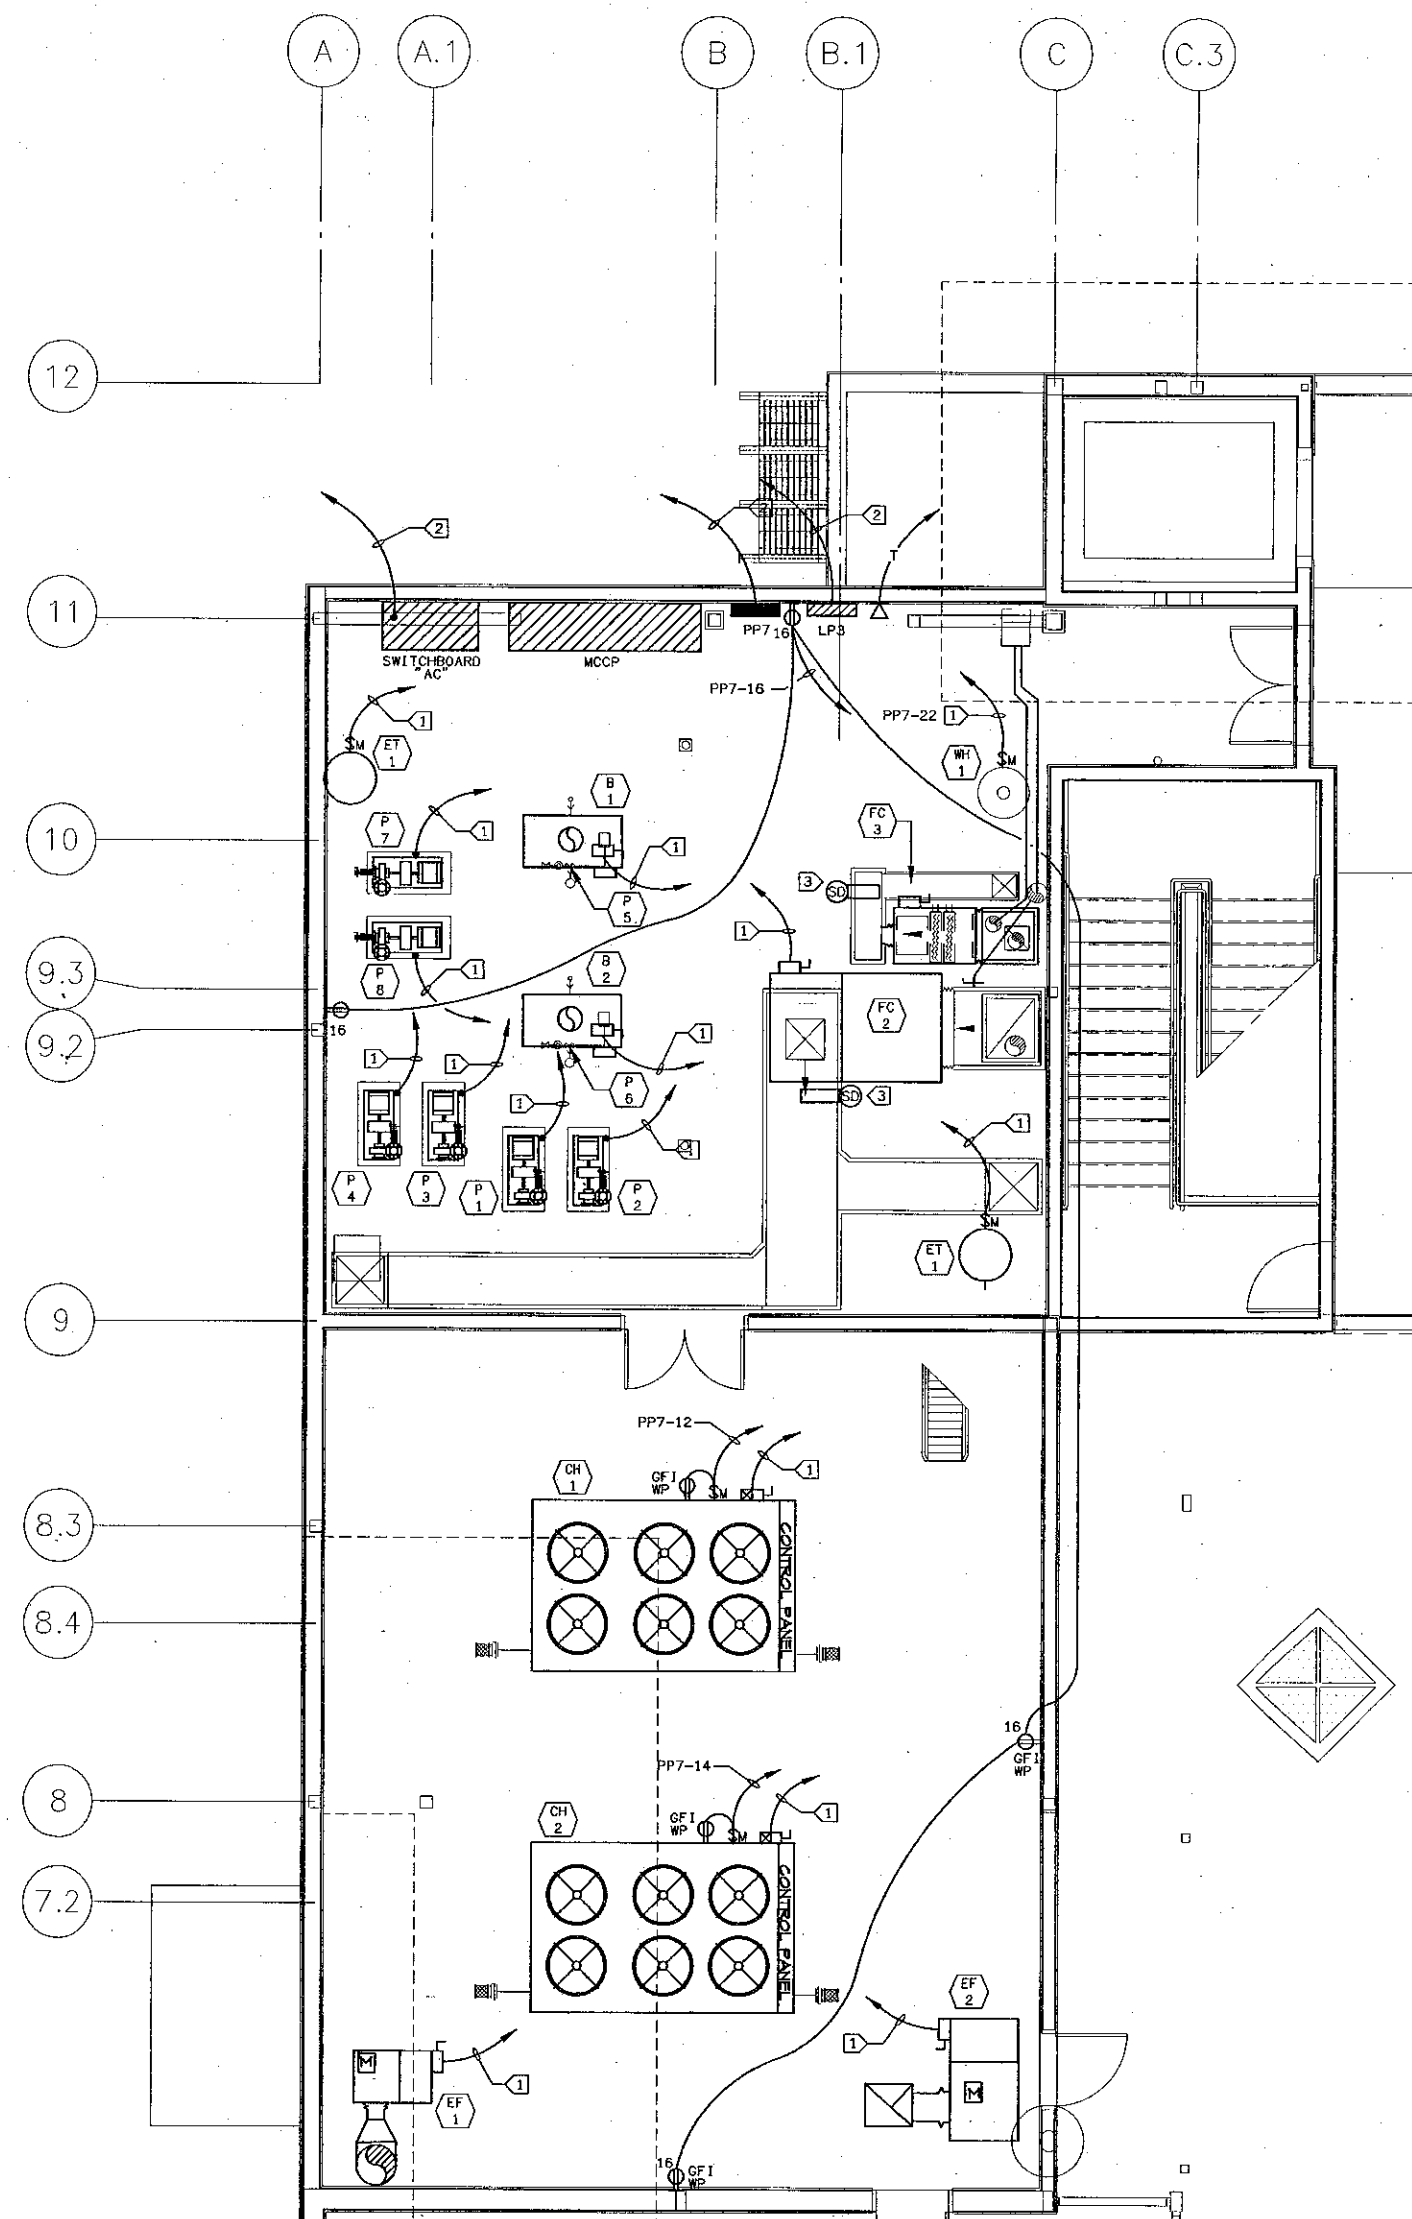 A
A.1
B
B.1
C
C.3
12
2
2
2
11
SWITCHBOARD
"AC"
MCCP
PP7
16
LP3
T
PP7-16
PP7-22
1
1
$M
ET
1
WH
1
$M
B
1
10
P
7
1
FC
3
1
3
SD
P
5
1
P
8
1
B
2
9.3
9.2
16
FC
2
1
1
1
P
6
1
SD
3
1
1
P
4
P
3
P
1
P
2
$M
ET
1
9
PP7-12
CH
1
GFI
WP
$M
1
8.3
CONTROL PANEL
8.4
16
GFI
WP
PP7-14
8
CH
2
GFI
WP
$M
1
7.2
CONTROL PANEL
EF
2
1
M
1
EF
1
M
16
GFI
WP